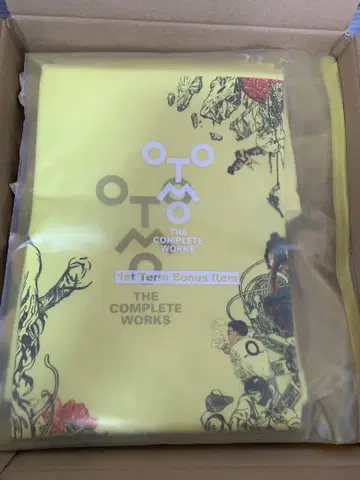 OTOMO
THE
COMPLETE
WORKS
1st Term Bonus Item
OTOMO
THE
COMPLETE
WORKS